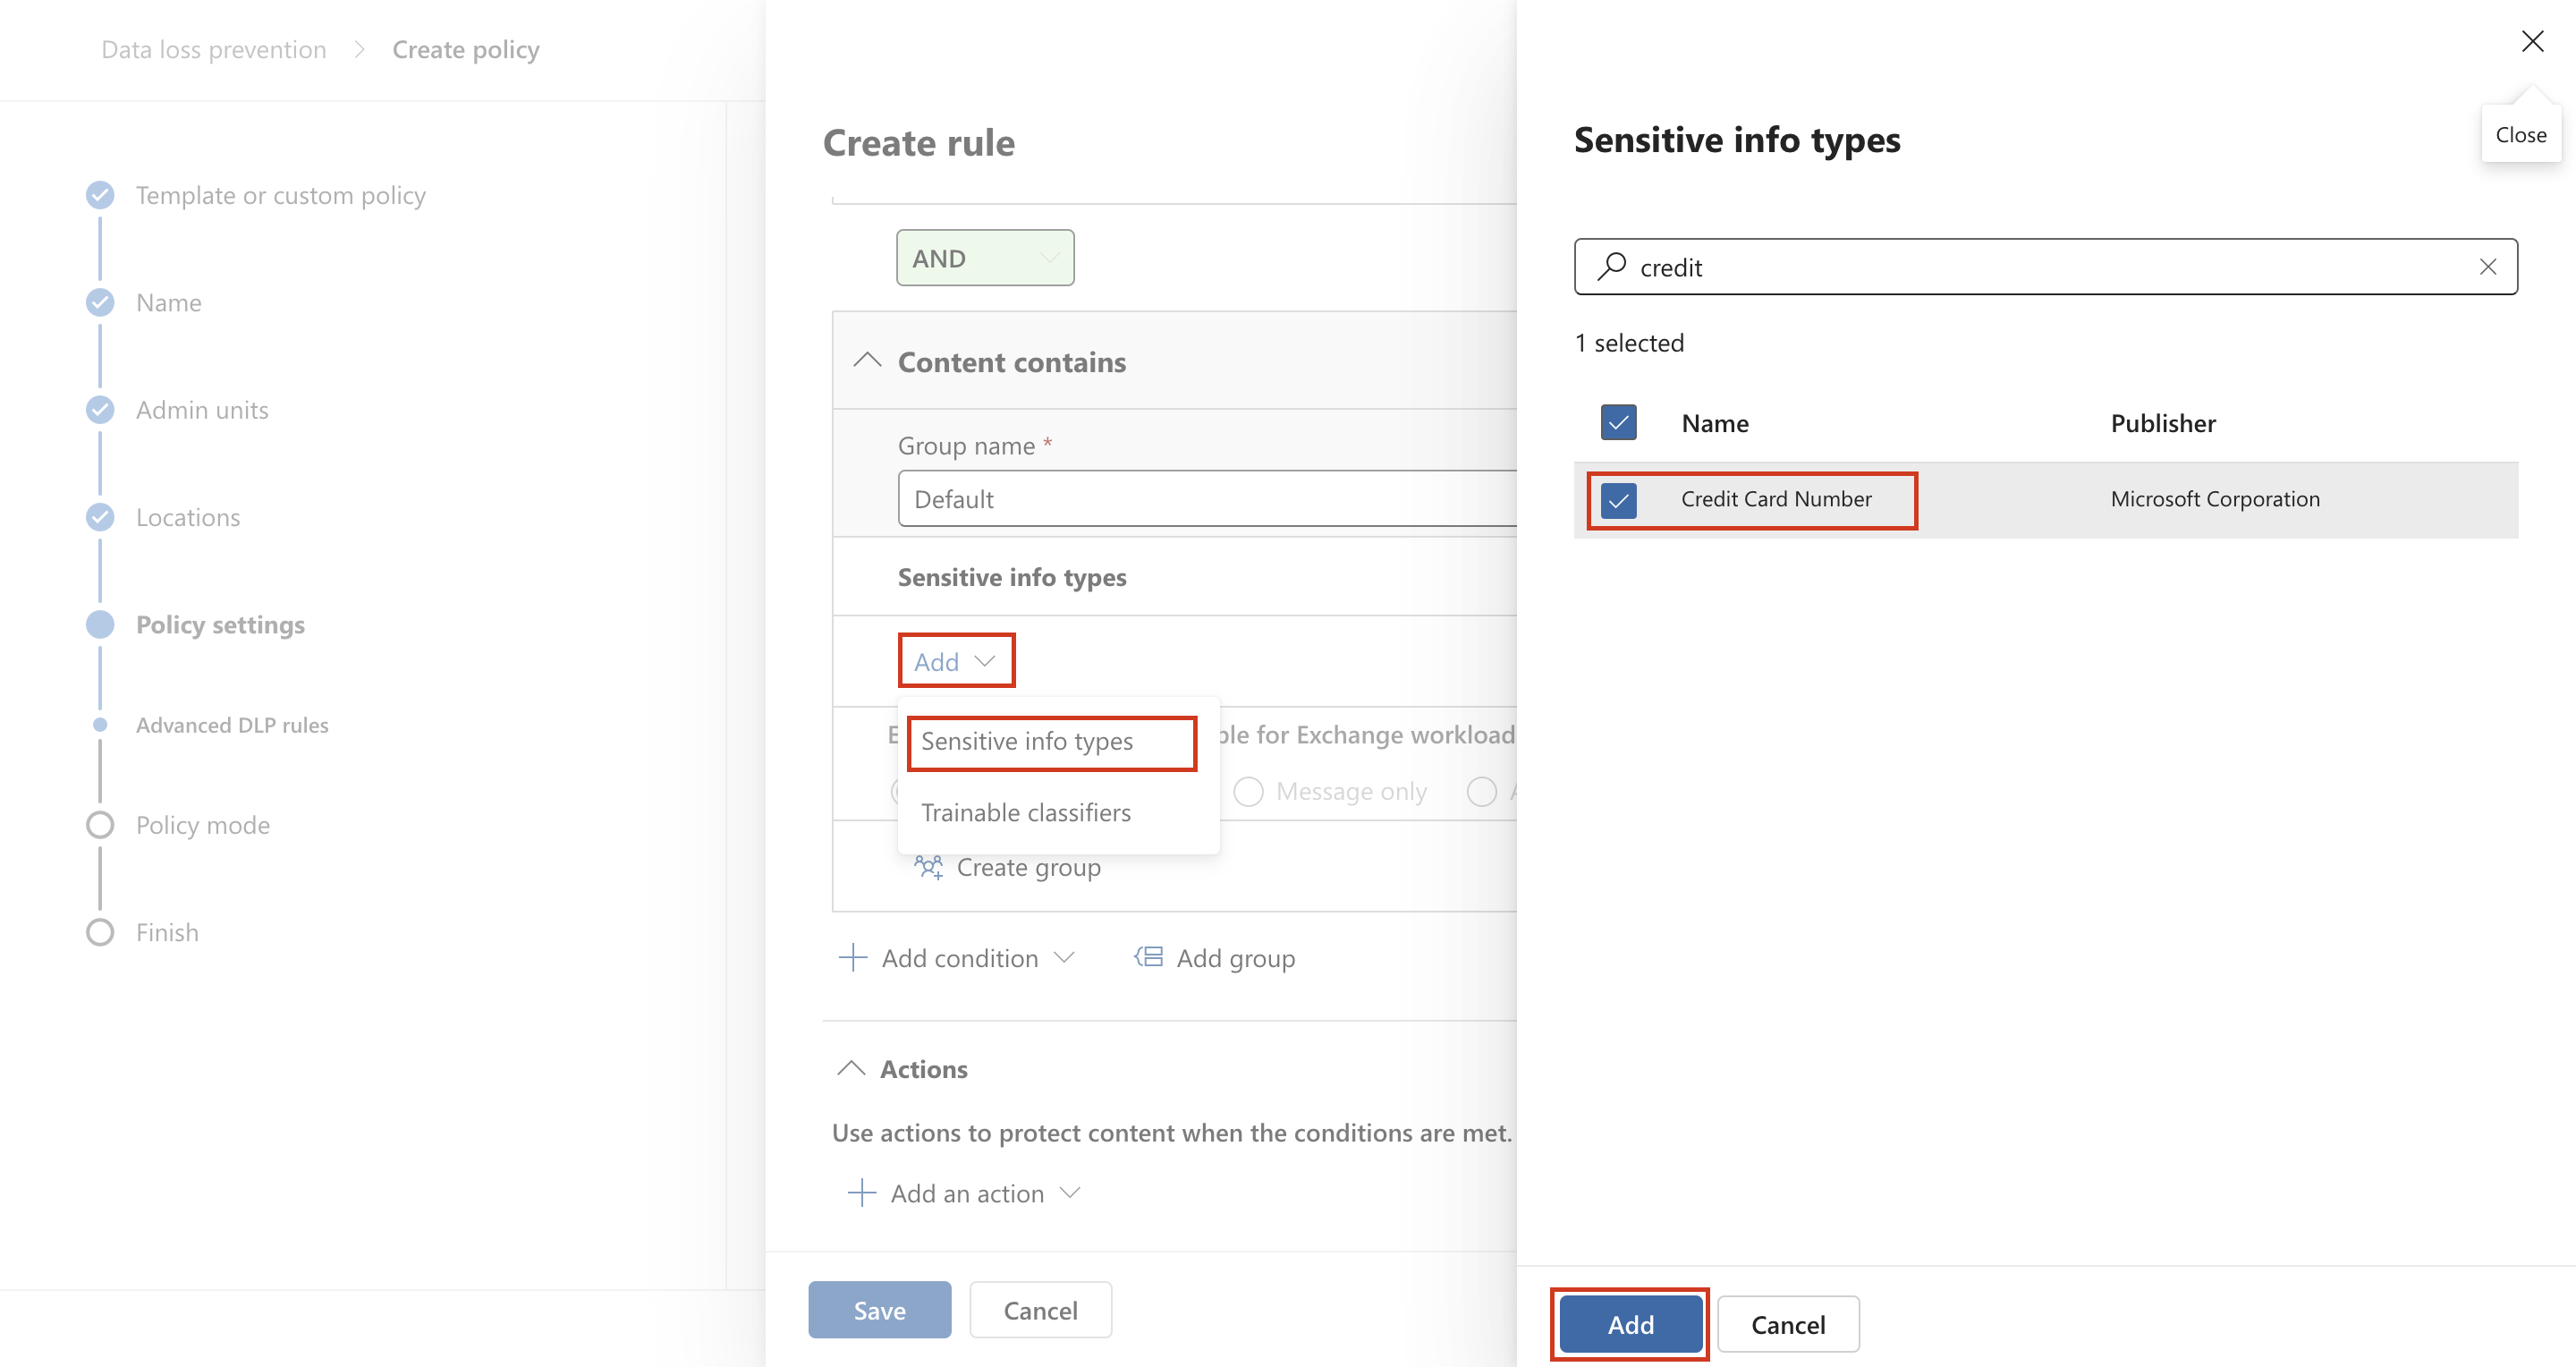 Data loss prevention > Create policy
Template or custom policy
Name
Admin units
Locations
Policy settings
Advanced DLP rules
Policy mode
Finish
Create rule
AND
Content contains
Group name *
Default
Sensitive info types
Add
Sensitive info types
for Exchange workload
Message only
Trainable classifiers
Create group
Add condition
Add group
Actions
Use actions to protect content when the conditions are met.
Add an action
Save
Cancel
Close
Sensitive info types
credit
1 selected
Name
Publisher
Credit Card Number
Microsoft Corporation
Add
Cancel